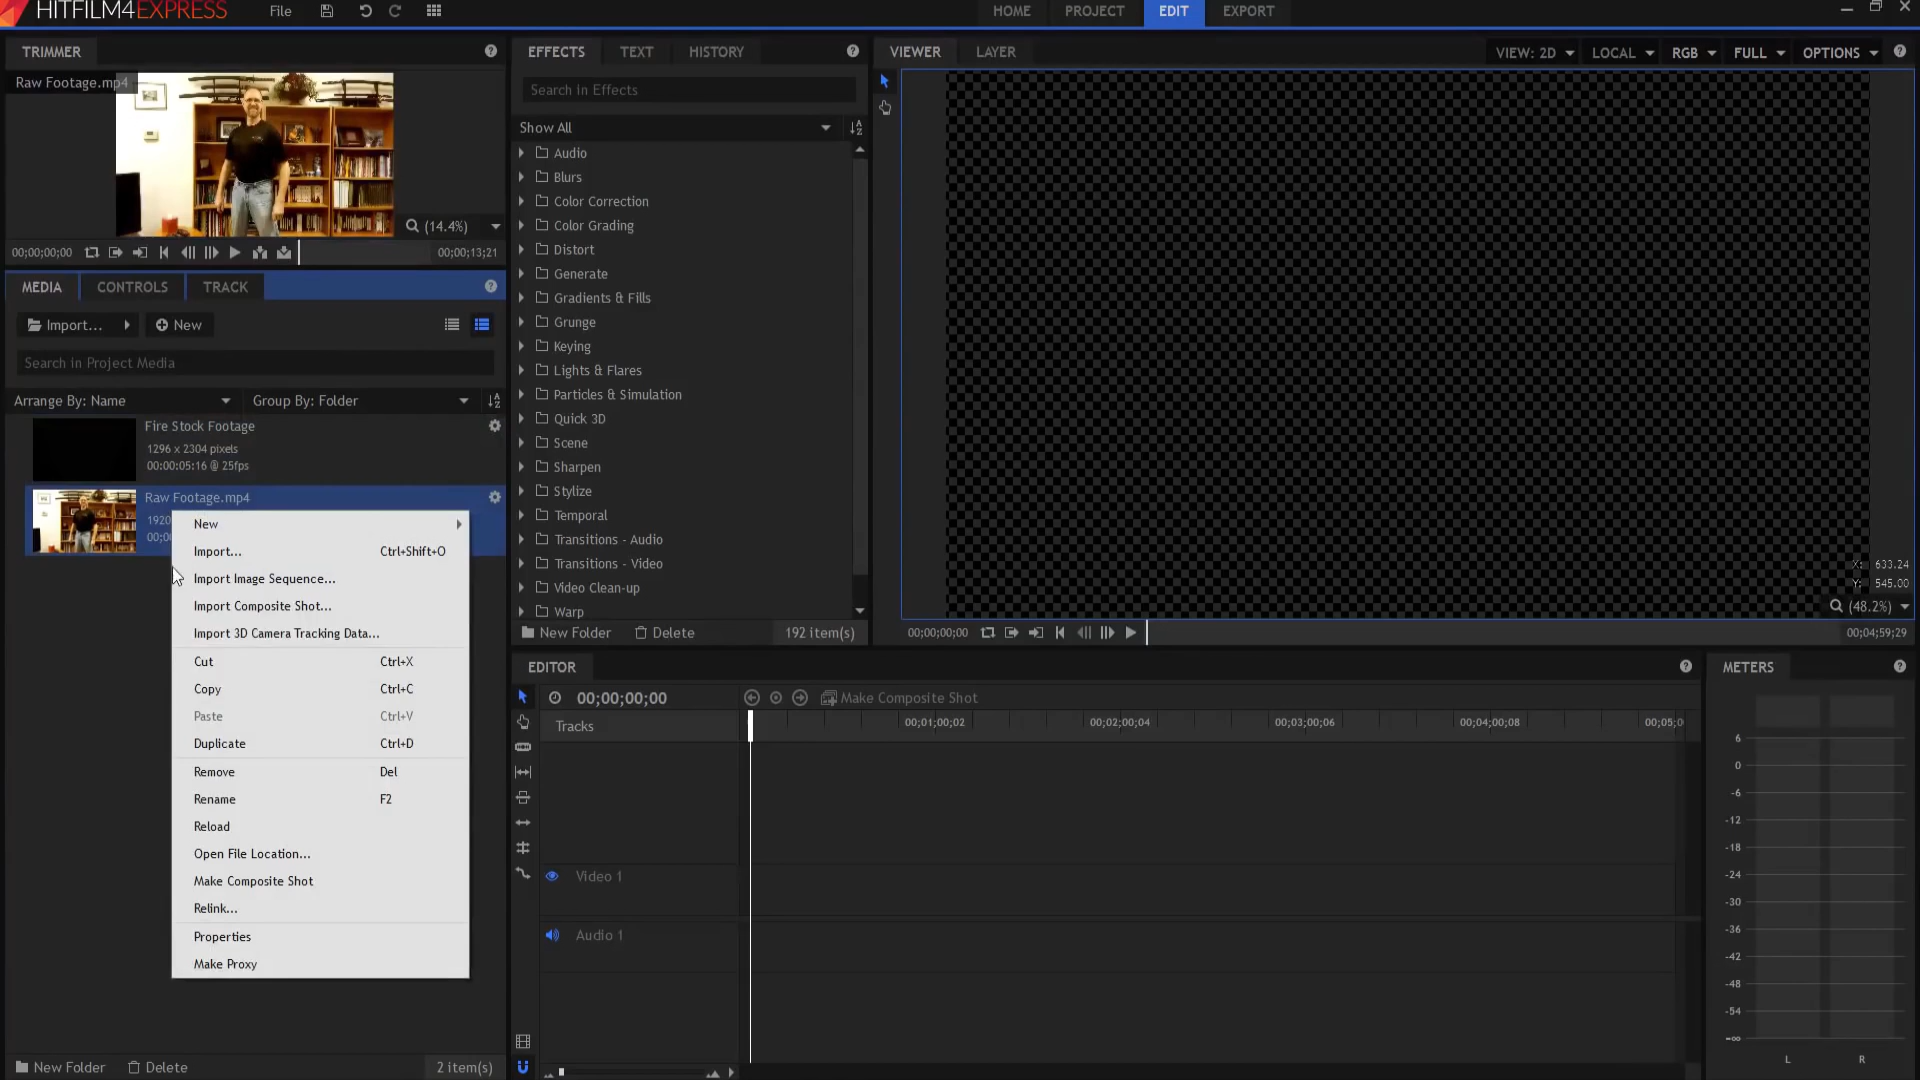 HITFILM4EXPRESS
File
HOME
PROJECT
EDIT
EXPORT
TRIMMER
Raw Footage.mp4
(14.4%)
00;00;00;00
00;00;13;21
EFFECTS
TEXT
HISTORY
Search in Effects
Show All
Audio
Blurs
Color Correction
Color Grading
Distort
Generate
Gradients & Fills
Grunge
Keying
Lights & Flares
Particles & Simulation
Quick 3D
Scene
Sharpen
Stylize
Temporal
Transitions - Audio
Transitions - Video
Video Clean-up
Warp
New Folder
Delete
192 item(s)
VIEWER
LAYER
VIEW: 2D
LOCAL
RGB
FULL
OPTIONS
X: 633.24
Y: 545.00
(48.2%)
00;00;00;00
00;04;59;29
MEDIA
CONTROLS
TRACK
Import...
New
Search in Project Media
Arrange By: Name
Group By: Folder
Fire Stock Footage
1296 x 2304 pixels
00:00:05:16 @ 25fps
Raw Footage.mp4
1920
00;0
New
Import... Ctrl+Shift+O
Import Image Sequence...
Import Composite Shot...
Import 3D Camera Tracking Data...
Cut Ctrl+X
Copy Ctrl+C
Paste Ctrl+V
Duplicate Ctrl+D
Remove Del
Rename F2
Reload
Open File Location...
Make Composite Shot
Relink...
Properties
Make Proxy
New Folder
Delete
2 item(s)
EDITOR
00;00;00;00
Make Composite Shot
Tracks
00;01;00;02
00;02;00;04
00;03;00;06
00;04;00;08
00;05;0
Video 1
Audio 1
METERS
6
0
-6
-12
-18
-24
-30
-36
-42
-48
-54
-∞
L
R